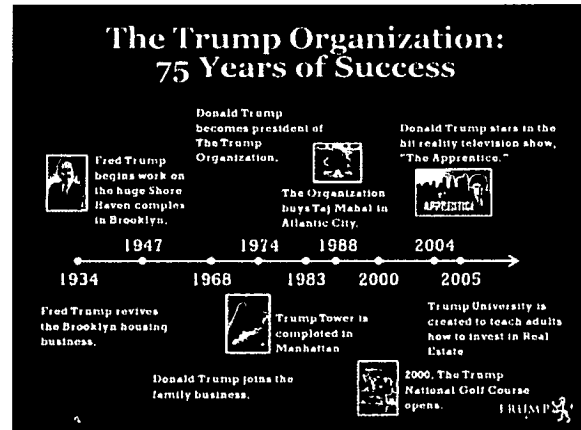 The Trump Organization:
75 Years of Success
Donald Trump
becomes president of
The Trump
Organization.
Donald Trump stars in the
hit reality television show,
"The Apprentice."
Fred Trump
begins work on
the huge Shore
Haven complex
in Brooklyn.
The Organization
buys Taj Mahal in
Atlantic City.
APPRENTICE
1947
1974
1988
2004
1934
1968
1983
2000
2005
Fred Trump revives
the Brooklyn housing
business.
Trump Tower is
completed in
Manhattan
Trump University is
created to teach adults
how to invest in Real
Estate
Donald Trump joins the
family business.
2000, The Trump
National Golf Course
opens.
TRUMP